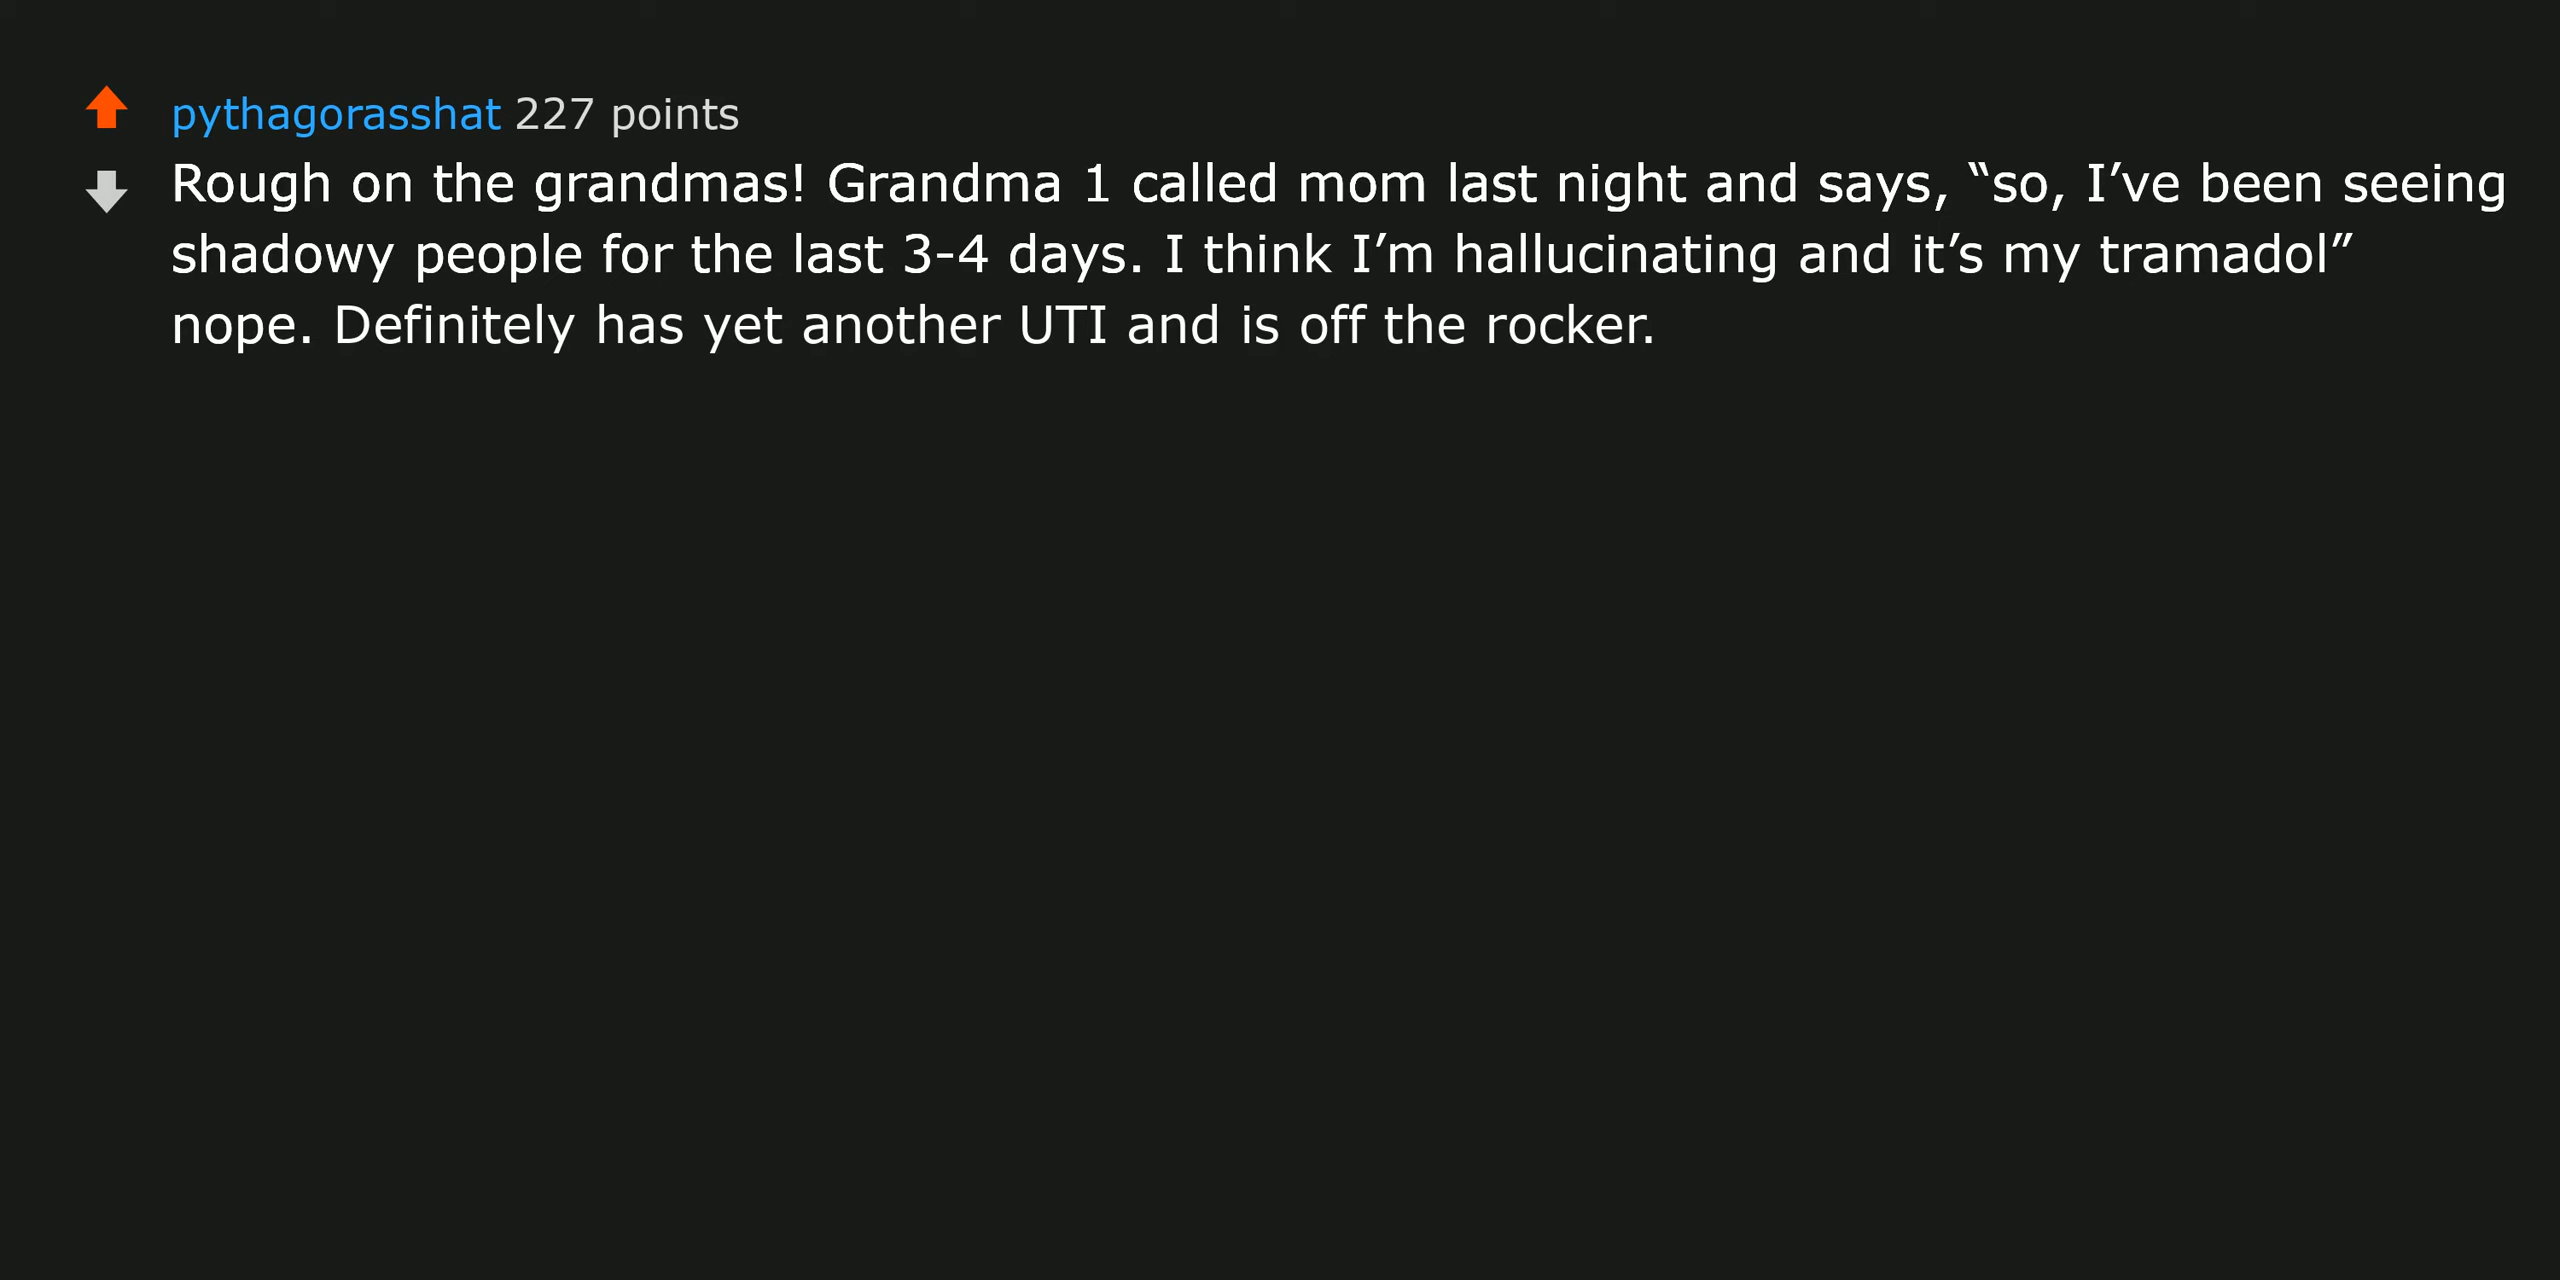 pythagorasshat 227 points
Rough on the grandmas! Grandma 1 called mom last night and says, “so, I’ve been seeing
shadowy people for the last 3-4 days. I think I’m hallucinating and it’s my tramadol”
nope. Definitely has yet another UTI and is off the rocker.